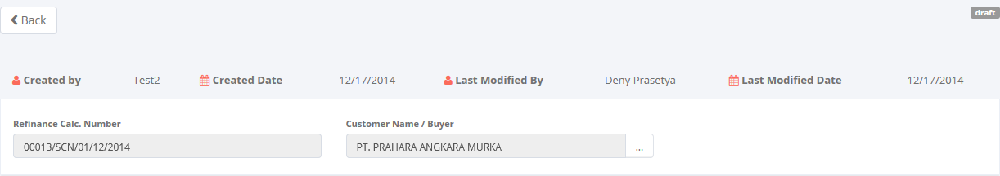 Back
draft
Created by Test2 Created Date 12/17/2014 Last Modified By Deny Prasetya Last Modified Date 12/17/2014
Refinance Calc. Number Customer Name / Buyer
00013/SCN/01/12/2014 PT. PRAHARA ANGKARA MURKA ...